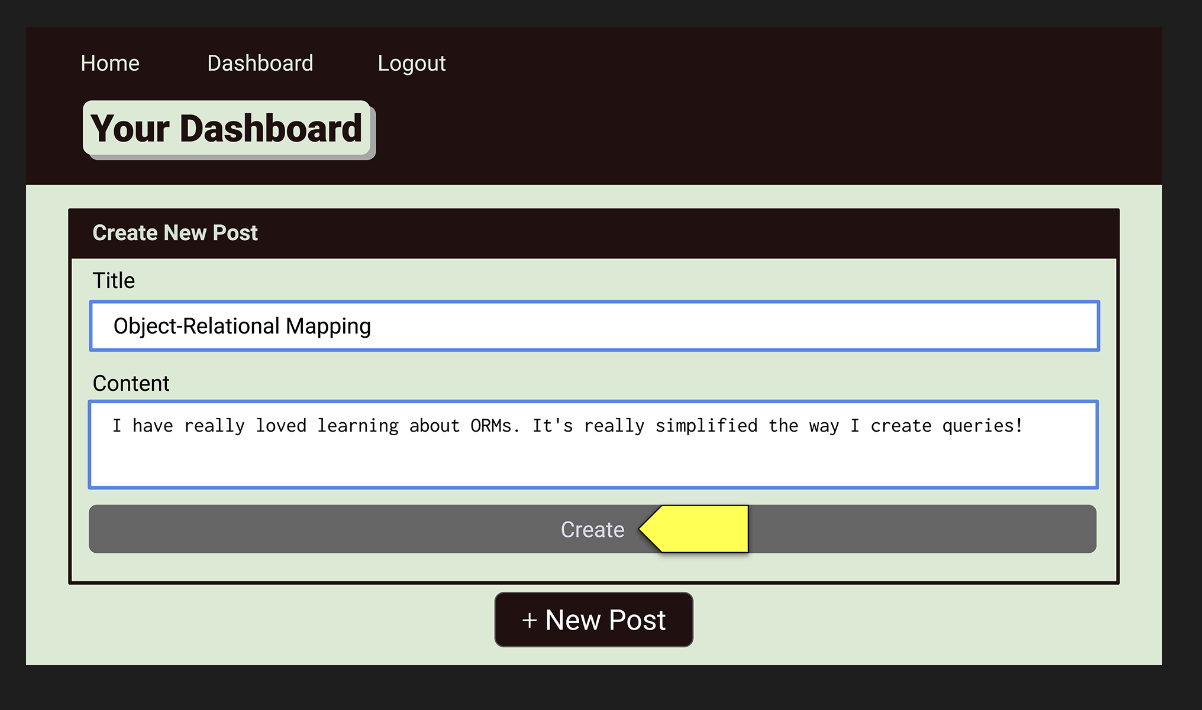 Home Dashboard Logout
Your Dashboard
Create New Post
Title
Object-Relational Mapping
Content
I have really loved learning about ORMs. It's really simplified the way I create queries!
Create
+ New Post